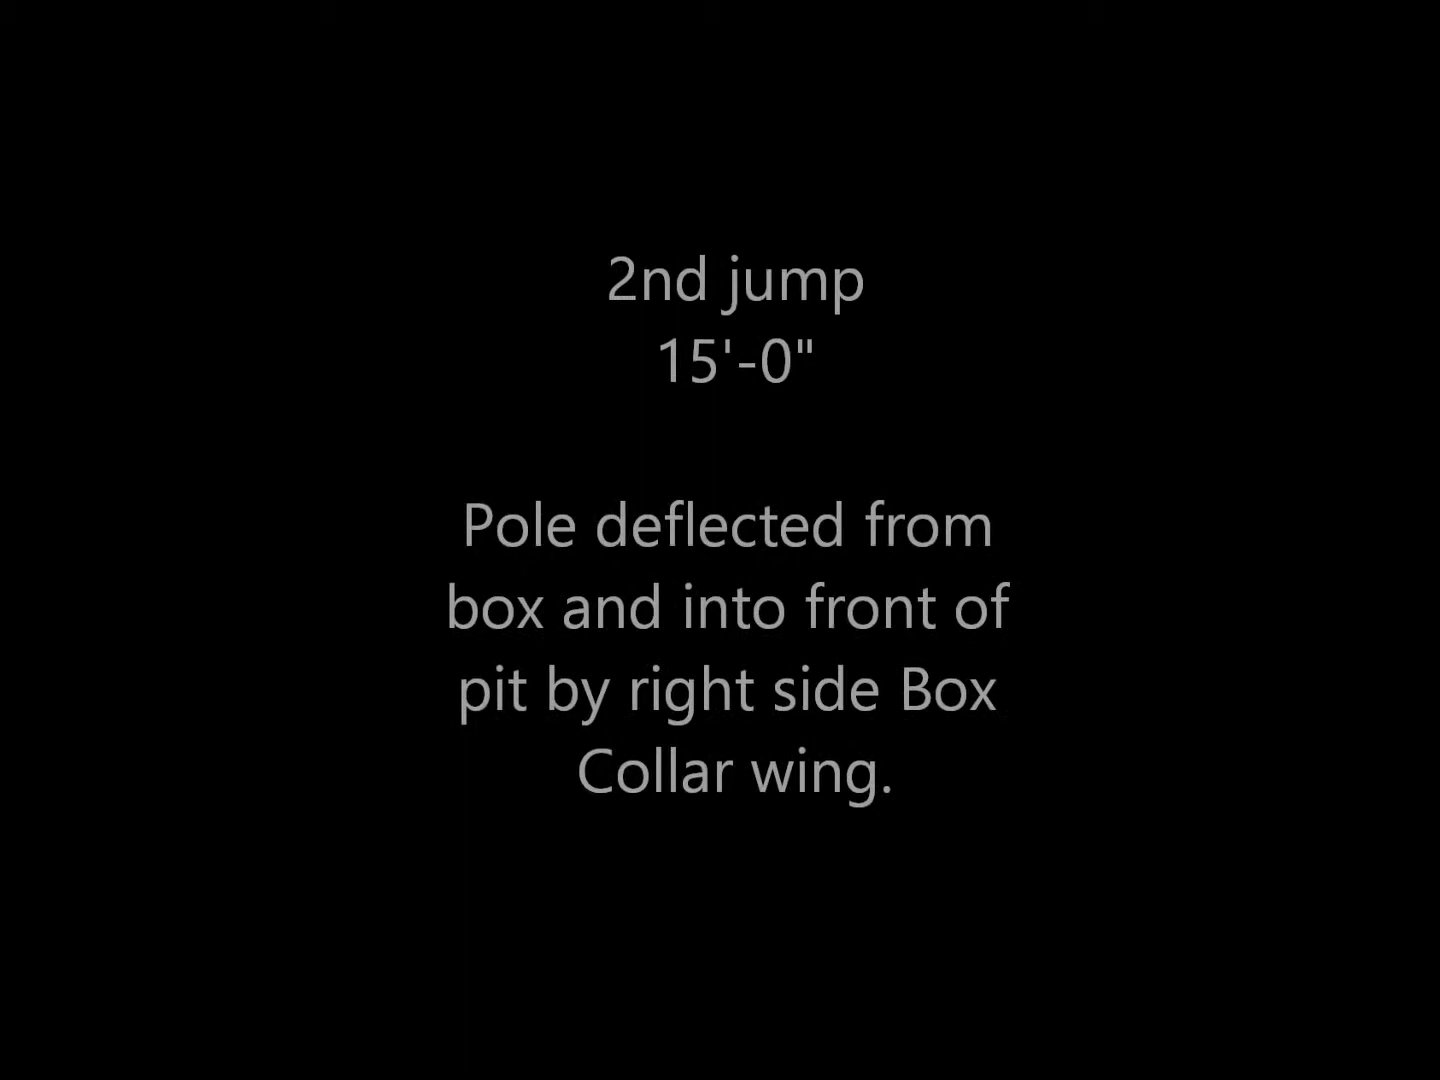 2nd jump
15'-0"
Pole deflected from
box and into front of
pit by right side Box
Collar wing.